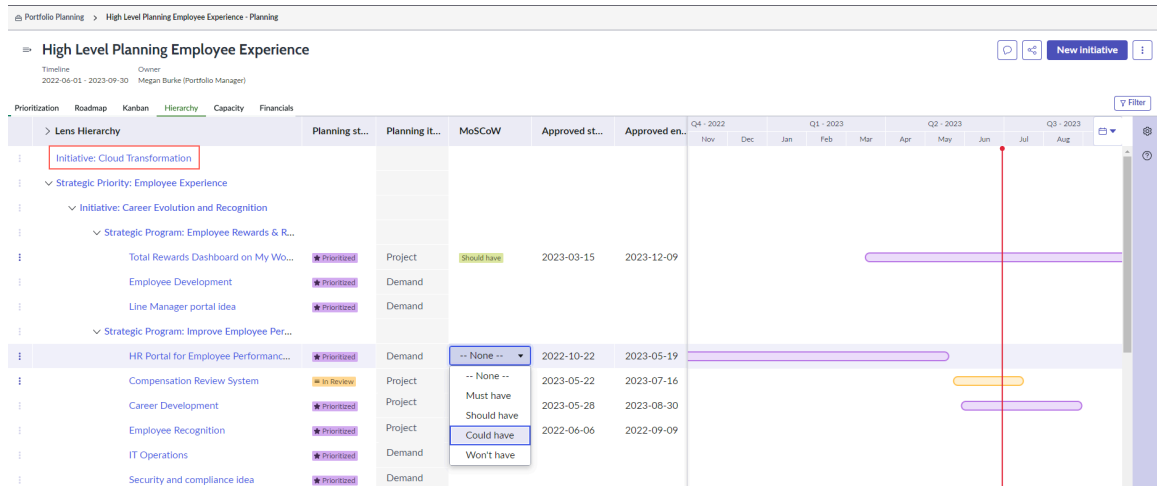 Portfolio Planning > High Level Planning Employee Experience - Planning
High Level Planning Employee Experience
New initiative
Timeline Owner
2022-06-01 - 2023-09-30 Megan Burke (Portfolio Manager)
Prioritization Roadmap Kanban Hierarchy Capacity Financials
Filter
Lens Hierarchy Planning st... Planning it... MoSCoW Approved st... Approved en...
Q4 - 2022 Q1 - 2023 Q2 - 2023 Q3 - 2023
Nov Dec Jan Feb Mar Apr May Jun Jul Aug
Initiative: Cloud Transformation
Strategic Priority: Employee Experience
Initiative: Career Evolution and Recognition
Strategic Program: Employee Rewards & R...
Total Rewards Dashboard on My Wo... Prioritized Project Should have 2023-03-15 2023-12-09
Employee Development Prioritized Demand
Line Manager portal idea Prioritized Demand
Strategic Program: Improve Employee Per...
HR Portal for Employee Performanc... Prioritized Demand -- None -- 2022-10-22 2023-05-19
-- None --
Compensation Review System In Review Project 2023-05-22 2023-07-16
Must have
Career Development Prioritized Project 2023-05-28 2023-08-30
Should have
Employee Recognition Prioritized Project 2022-06-06 2022-09-09
Could have
IT Operations Prioritized Demand
Won't have
Security and compliance idea Prioritized Demand